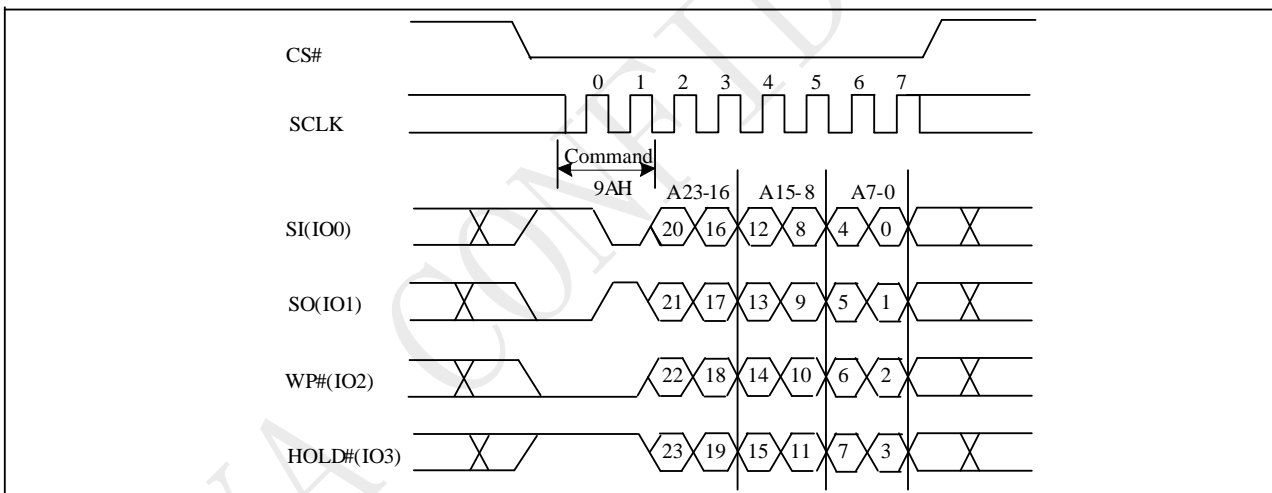 CS#
0 1 2 3 4 5 6 7
SCLK
Command
9AH
A23-16 A15-8 A7-0
SI(IO0) 20 16 12 8 4 0
SO(IO1) 21 17 13 9 5 1
WP#(IO2) 22 18 14 10 6 2
HOLD#(IO3) 23 19 15 11 7 3